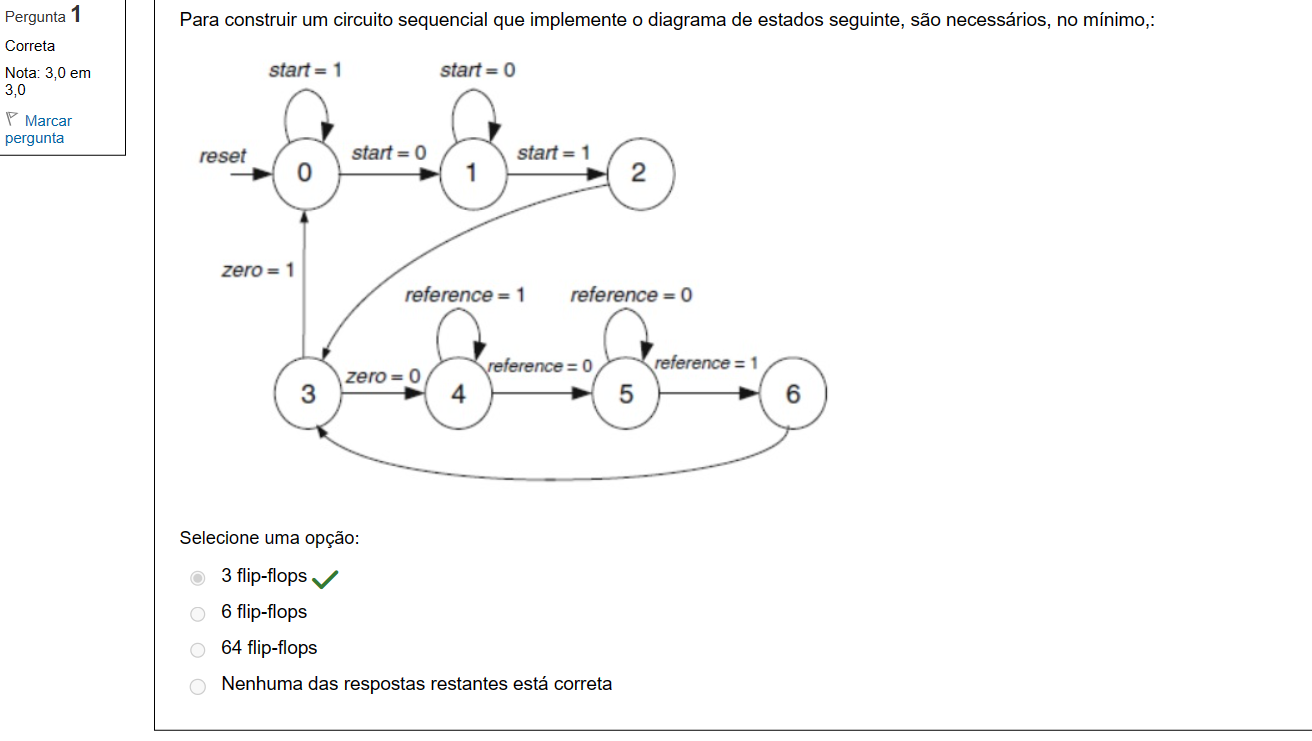 Pergunta 1
Correta
Nota: 3,0 em
3,0
Marcar
pergunta
Para construir um circuito sequencial que implemente o diagrama de estados seguinte, são necessários, no mínimo,:
start = 1
start = 0
reset
0
start = 0
1
start = 1
2
zero = 1
reference = 1
reference = 0
3
zero = 0
4
reference = 0
5
reference = 1
6
Selecione uma opção:
3 flip-flops
6 flip-flops
64 flip-flops
Nenhuma das respostas restantes está correta